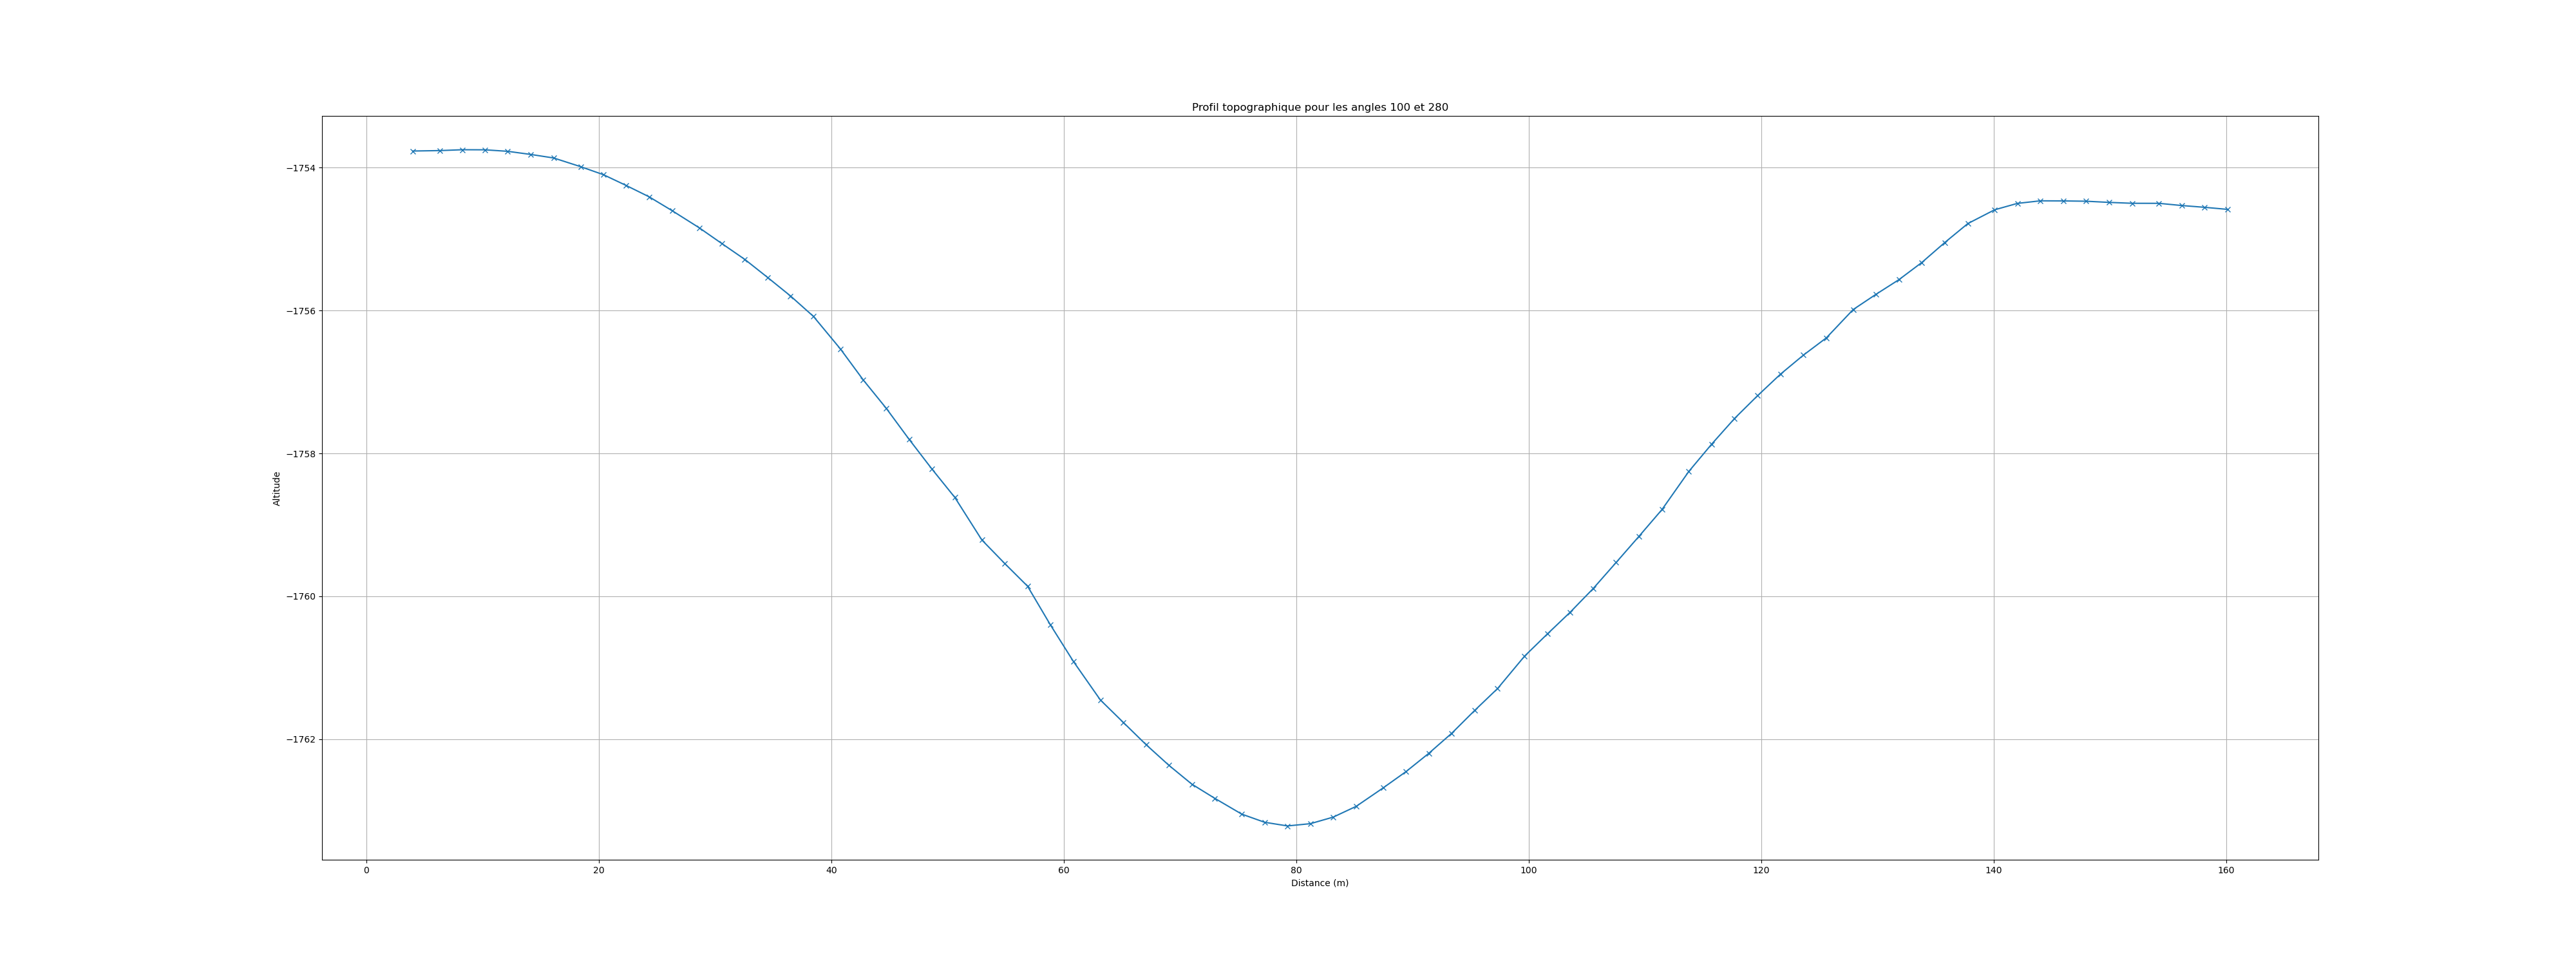 Profil topographique pour les angles 100 et 280
−1754
−1756
−1758
−1760
−1762
Altitude
0 20 40 60 80 100 120 140 160
Distance (m)